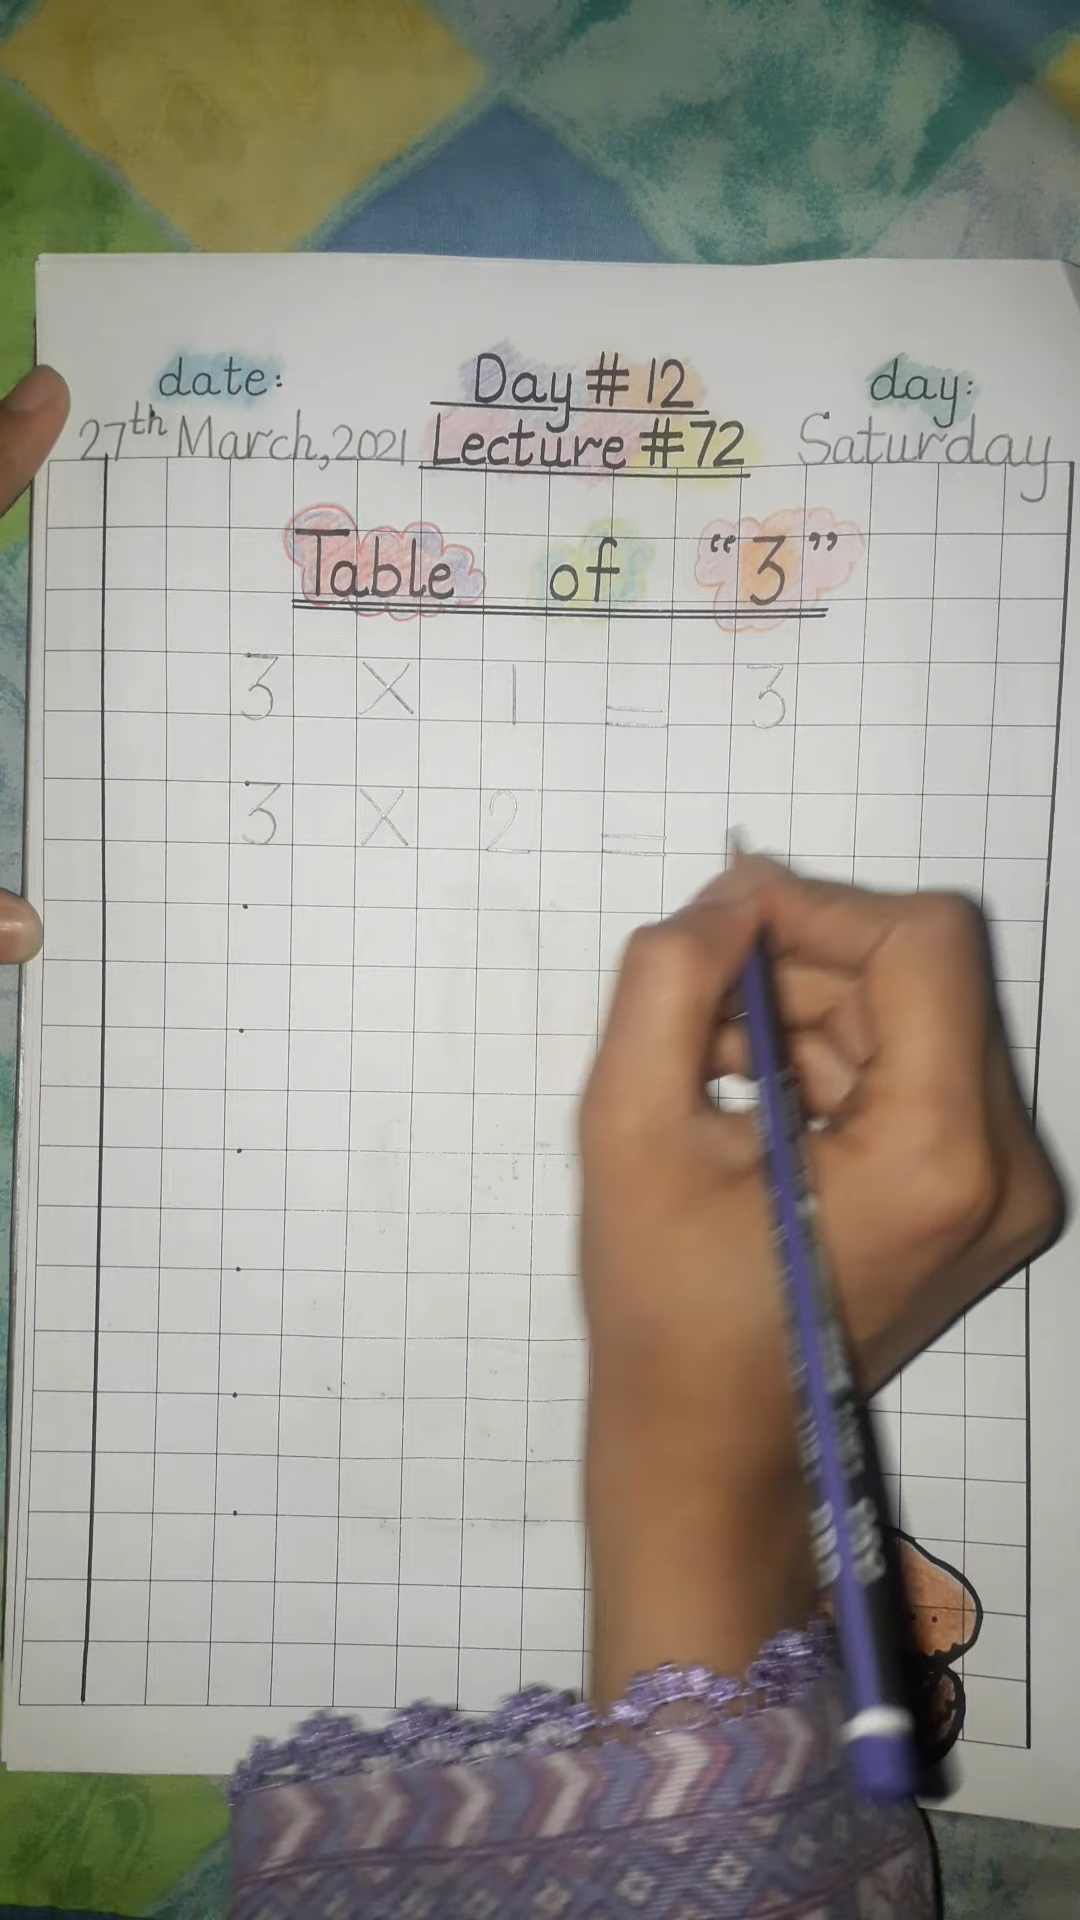 date: Day # 12 day:
27th March, 2021 Lecture #72 Saturday
Table of "3"
3 × 1 = 3
3 × 2 =